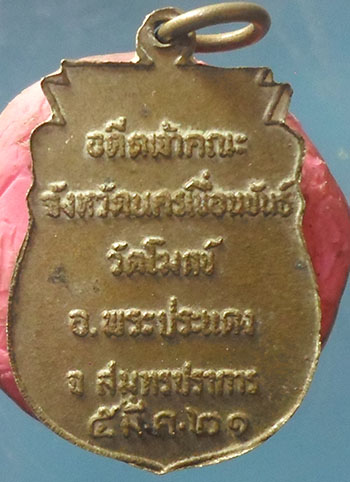 อดีตเจ้าคณะ
จังหวัดนครเขื่อนขันธ์
วัดโมกข์
อ.พระประแดง
จ สมุทรปราการ
๕ มี.ค.๒๑